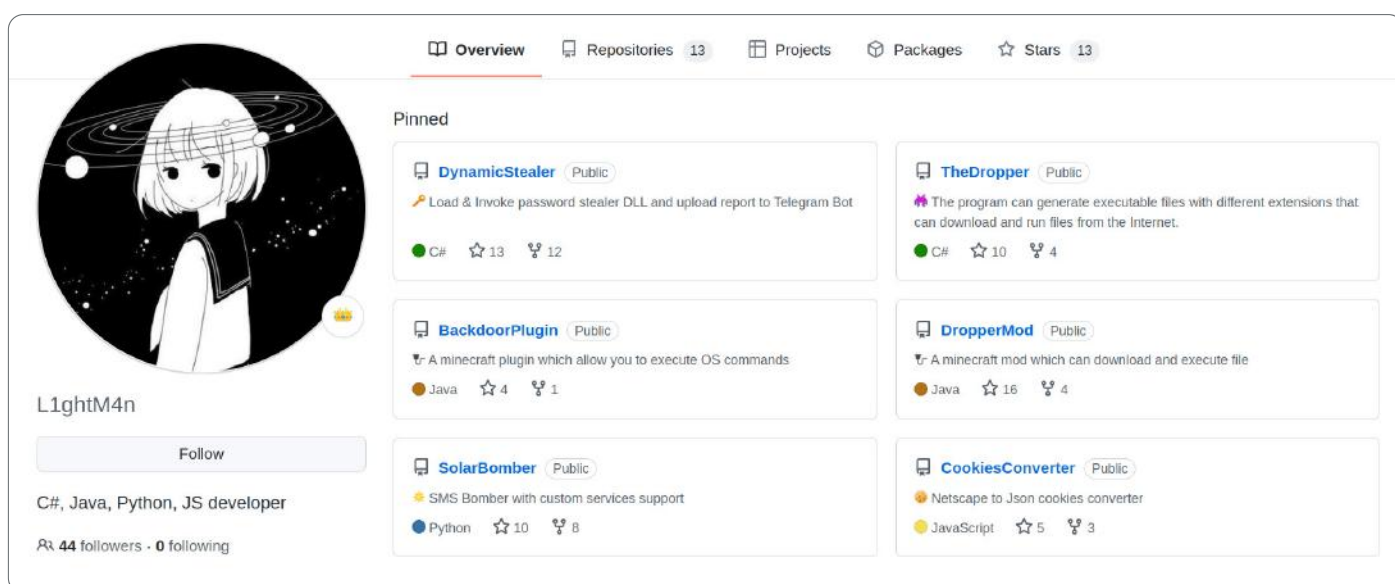 Overview Repositories 13 Projects Packages Stars 13
Pinned
DynamicStealer Public
Load & Invoke password stealer DLL and upload report to Telegram Bot
C# 13 12
TheDropper Public
The program can generate executable files with different extensions that
can download and run files from the Internet.
C# 10 4
BackdoorPlugin Public
A minecraft plugin which allow you to execute OS commands
Java 4 1
DropperMod Public
A minecraft mod which can download and execute file
Java 16 4
SolarBomber Public
SMS Bomber with custom services support
Python 10 8
CookiesConverter Public
Netscape to Json cookies converter
JavaScript 5 3
L1ghtM4n
Follow
C#, Java, Python, JS developer
44 followers · 0 following